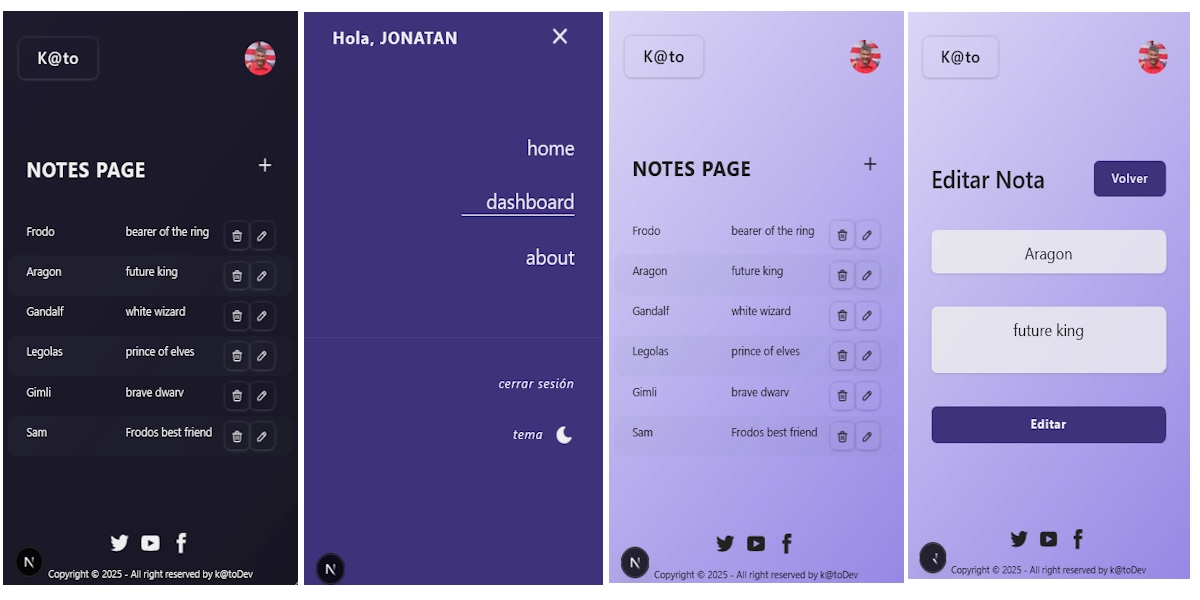 K@to
NOTES PAGE +
Frodo bearer of the ring
Aragon future king
Gandalf white wizard
Legolas prince of elves
Gimli brave dwarv
Sam Frodos best friend
N
Copyright © 2025 - All right reserved by k@toDev
Hola, JONATAN
home
dashboard
about
cerrar sesión
tema
N
K@to
NOTES PAGE +
Frodo bearer of the ring
Aragon future king
Gandalf white wizard
Legolas prince of elves
Gimli brave dwarv
Sam Frodos best friend
N
Copyright © 2025 - All right reserved by k@toDev
K@to
Editar Nota Volver
Aragon
future king
Editar
Copyright © 2025 - All right reserved by k@toDev